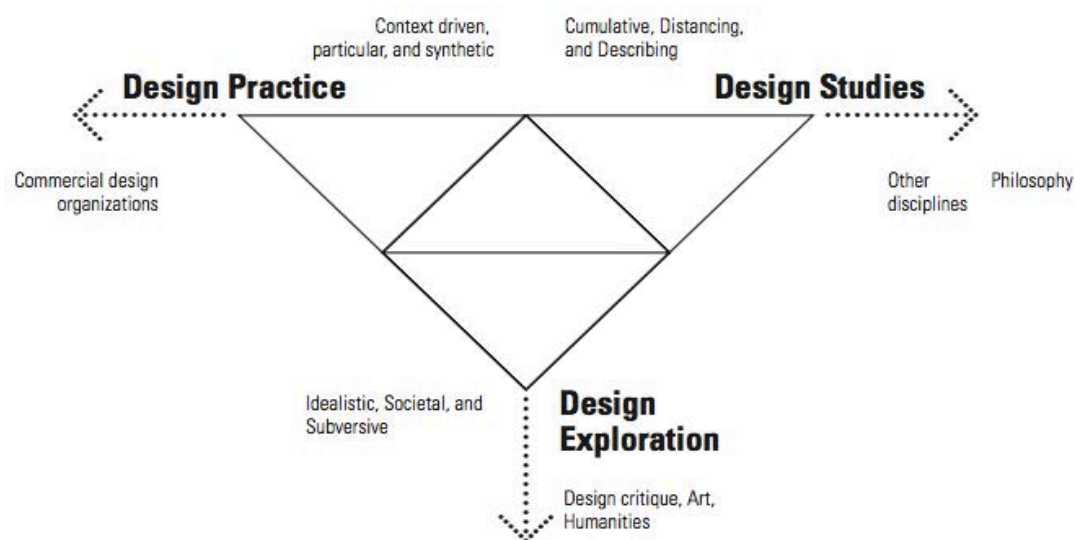 Context driven,
particular, and synthetic
Cumulative, Distancing,
and Describing
Design Practice
Design Studies
Commercial design
organizations
Other
disciplines
Philosophy
Idealistic, Societal, and
Subversive
Design
Exploration
Design critique, Art,
Humanities